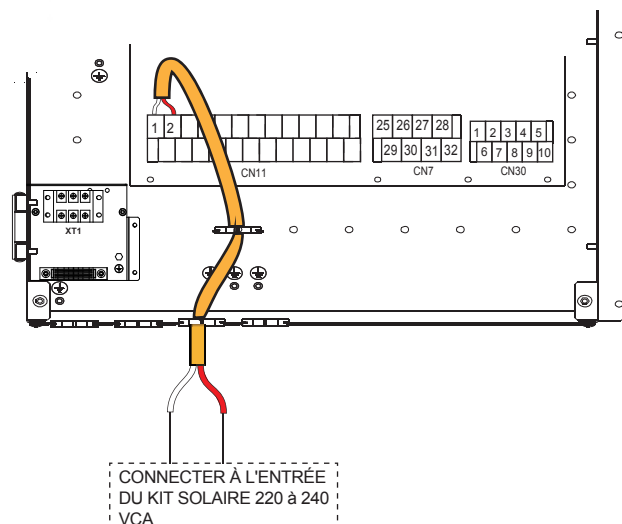 1 2
25 26 27 28
29 30 31 32
1 2 3 4 5
6 7 8 9 10
CN11
CN7
CN30
XT1
CONNECTER À L'ENTRÉE
DU KIT SOLAIRE 220 à 240
VCA